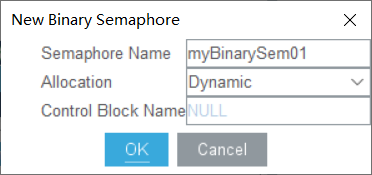 New Binary Semaphore
Semaphore Name myBinarySem01
Allocation Dynamic
Control Block Name NULL
OK Cancel